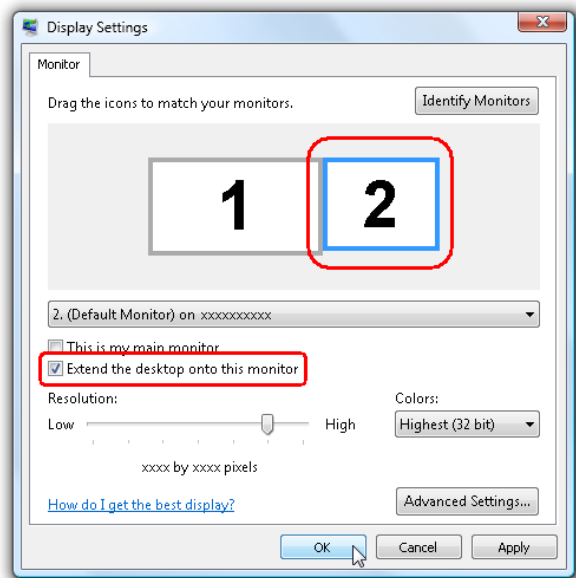 Display Settings
Monitor
Drag the icons to match your monitors.
Identify Monitors
1
2
2. (Default Monitor) on xxxxxxxxxx
This is my main monitor
Extend the desktop onto this monitor
Resolution:
Colors:
Low
High
Highest (32 bit)
xxxx by xxxx pixels
How do I get the best display?
Advanced Settings...
OK
Cancel
Apply